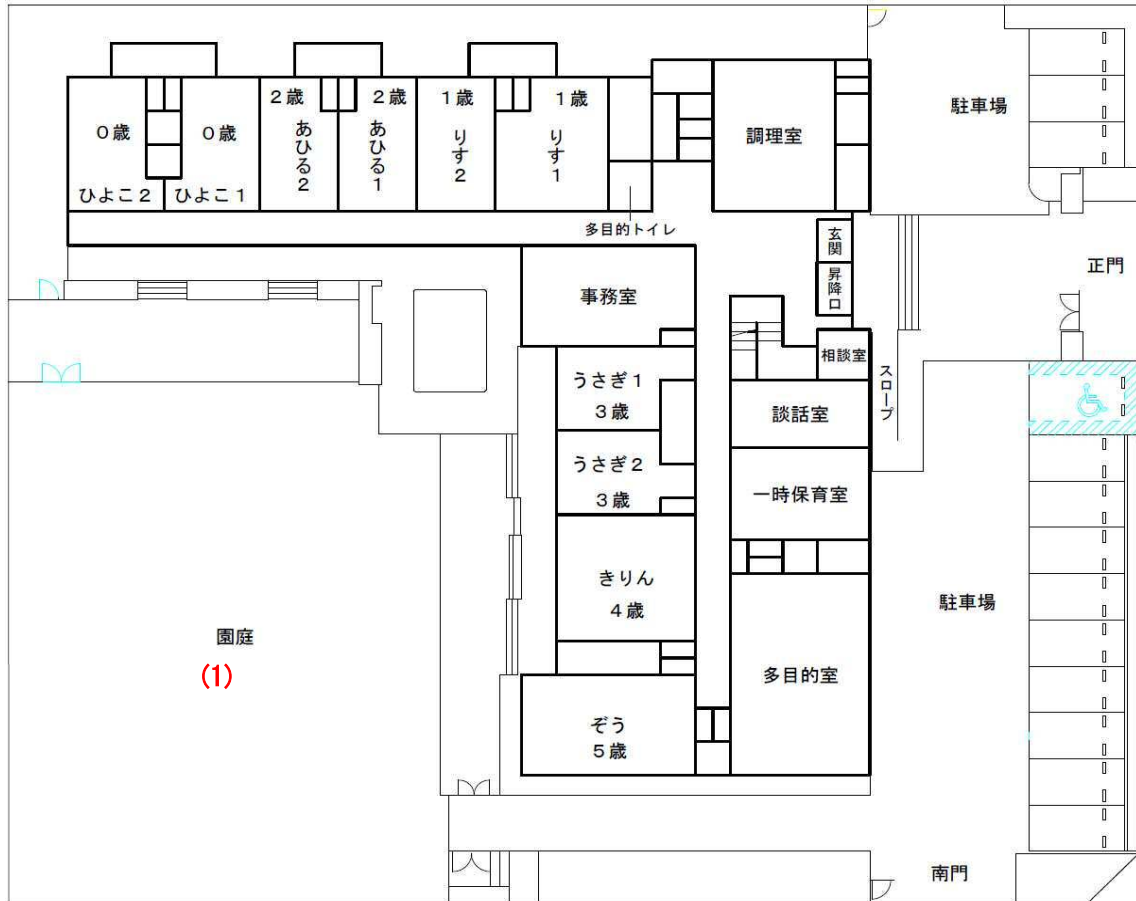 駐車場
2歳
2歳
1歳
1歳
0歳
0歳
あひる2
あひる1
りす2
りす1
調理室
ひよこ2
ひよこ1
多目的トイレ
玄関
正門
事務室
昇降口
相談室
スロープ
うさぎ1
3歳
談話室
うさぎ2
3歳
一時保育室
きりん
4歳
駐車場
園庭
(1)
多目的室
ぞう
5歳
南門